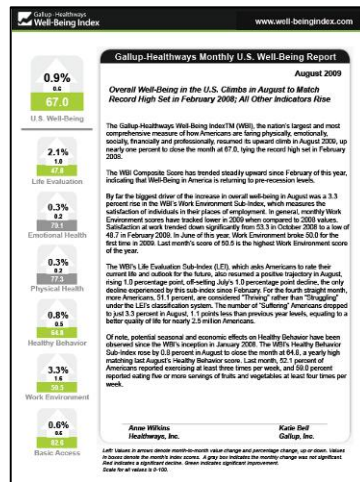 Gallup-Healthways
Well-Being Index
www.well-beingindex.com
Gallup-Healthways Monthly U.S. Well-Being Report
August 2009
Overall Well-Being in the U.S. Climbs in August to Match
Record High Set in February 2008; All Other Indicators Rise
0.9%
0.6
67.0
U.S. Well-Being
2.1%
1.0
47.8
Life Evaluation
0.3%
0.2
79.1
Emotional Health
0.3%
0.2
77.3
Physical Health
0.8%
0.5
64.8
Healthy Behavior
3.3%
1.6
50.5
Work Environment
0.6%
0.5
82.6
Basic Access
The Gallup-Healthways Well-Being IndexTM (WBI), the nation's largest and most
comprehensive measure of how Americans are faring physically, emotionally,
socially, financially and professionally, resumed its upward climb in August 2009, up
nearly one percent to close the month at 67.0, tying the record high set in February
2008.
The WBI Composite Score has trended steadily upward since February of this year,
indicating that Well-Being in America is returning to pre-recession levels.
By far the biggest driver of the increase in overall well-being in August was a 3.3
percent rise in the WBI's Work Environment Sub-Index, which measures the
satisfaction of individuals in their places of employment. In general, monthly Work
Environment scores have tracked lower in 2009 when compared to 2008 values.
Satisfaction at work trended down significantly from 53.3 in October 2008 to a low of
48.7 in February 2009. In June of this year, Work Environment broke 50.0 for the
first time in 2009. Last month's score of 50.5 is the highest Work Environment score
of the year.
The WBI's Life Evaluation Sub-Index (LEI), which asks Americans to rate their
current life and outlook for the future, also resumed a positive trajectory in August,
rising 1.0 percentage point, off-setting July's 1.0 percentage point decline, the only
decline experienced by this sub-index since February. For the fourth straight month,
more Americans, 51.1 percent, are considered "Thriving" rather than "Struggling"
under the LEI's classification system. The number of "Suffering" Americans dropped
to just 3.3 percent in August, 1.1 points less than previous year levels, equating to a
better quality of life for nearly 2.5 million Americans.
Of note, potential seasonal and economic effects on Healthy Behavior have been
observed since the WBI's inception in January 2008. The WBI's Healthy Behavior
Sub-Index rose by 0.8 percent in August to close the month at 64.8, a yearly high
matching last August's Healthy Behavior score. Last month, 52.1 percent of
Americans reported exercising at least three times per week, and 59.0 percent
reported eating five or more servings of fruits and vegetables at least four times per
week.
Anne Wilkins
Healthways, Inc.
Katie Bell
Gallup, Inc.
Left: Values in arrows denote month-to-month value change and percentage change, up or down. Values
in boxes denote the month's index scores. A gray box indicates the monthly change was not significant.
Red indicates a significant decline. Green indicates significant improvement.
Scale for all values is 0-100.